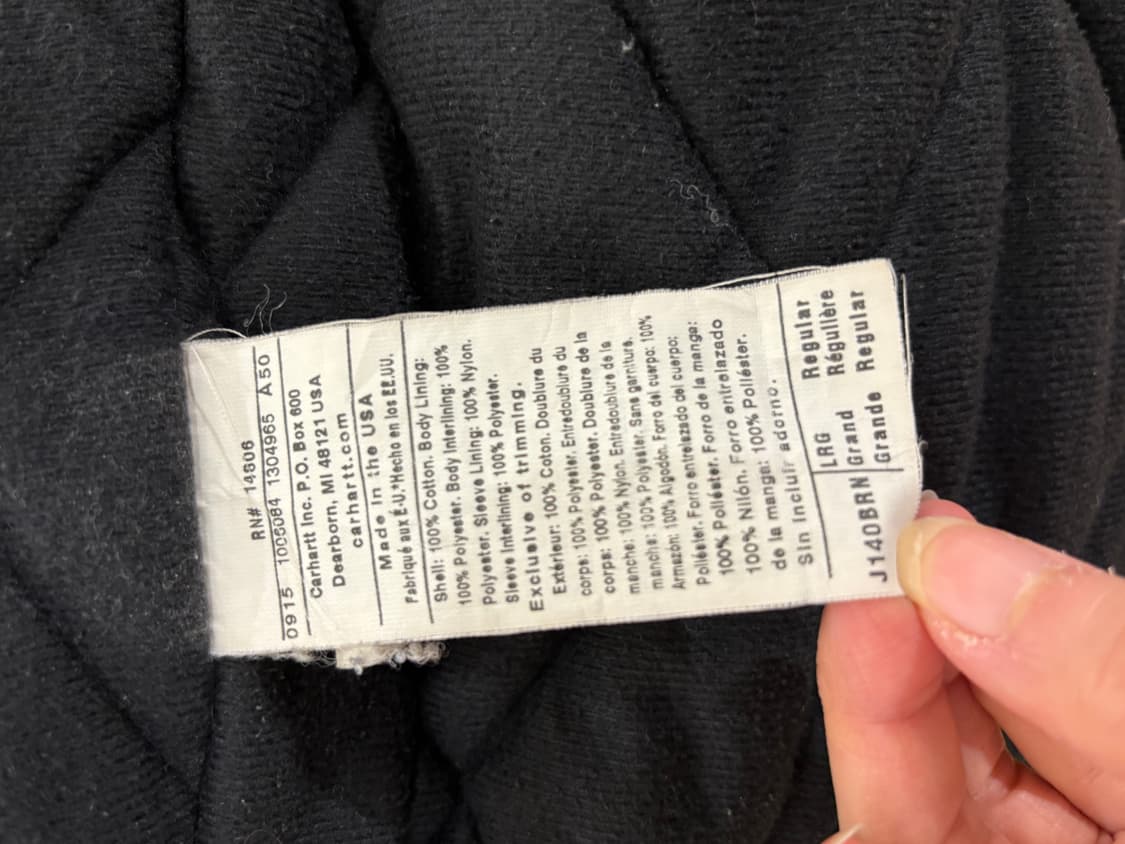 RN# 14806
0915 1005084 1304965 A50
Carhartt Inc. P.O. Box 600
Dearborn, MI 48121 USA
carhartt.com
Made in the USA
Fabriqué aux É-U.*Hecho en los EE.UU.
Shell: 100% Cotton. Body Lining:
100% Polyester. Body Interlining: 100%
Polyester. Sleeve Lining: 100% Nylon.
Sleeve Interlining: 100% Polyester.
Exclusive of trimming.
Extérieur: 100% Coton. Doublure du
corps: 100% Polyester. Entredoublure du
corps: 100% Polyester. Doublure de la
manche: 100% Nylon. Entredoublure de la
manche: 100% Polyester. Sans garniture.
Armazón: 100% Algodón. Forro del cuerpo: 100%
Poliéster. Forro entrelazado del cuerpo:
100% Poliéster. Forro de la manga:
100% Nilón. Forro entrelazado
de la manga: 100% Poliéster.
Sin incluir adorno.
LRG Regular
Grand Régulière
J140BRN Grande Regular